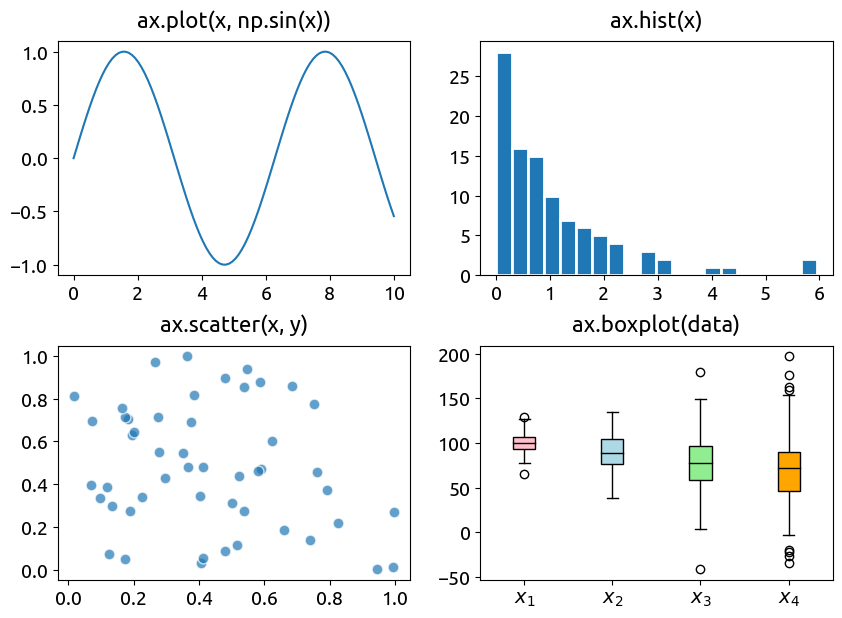 ax.plot(x, np.sin(x))
1.0
0.5
0.0
−0.5
−1.0
0 2 4 6 8 10
ax.hist(x)
25
20
15
10
5
0
0 1 2 3 4 5 6
ax.scatter(x, y)
1.0
0.8
0.6
0.4
0.2
0.0
0.0 0.2 0.4 0.6 0.8 1.0
ax.boxplot(data)
200
150
100
50
0
−50
x₁ x₂ x₃ x₄